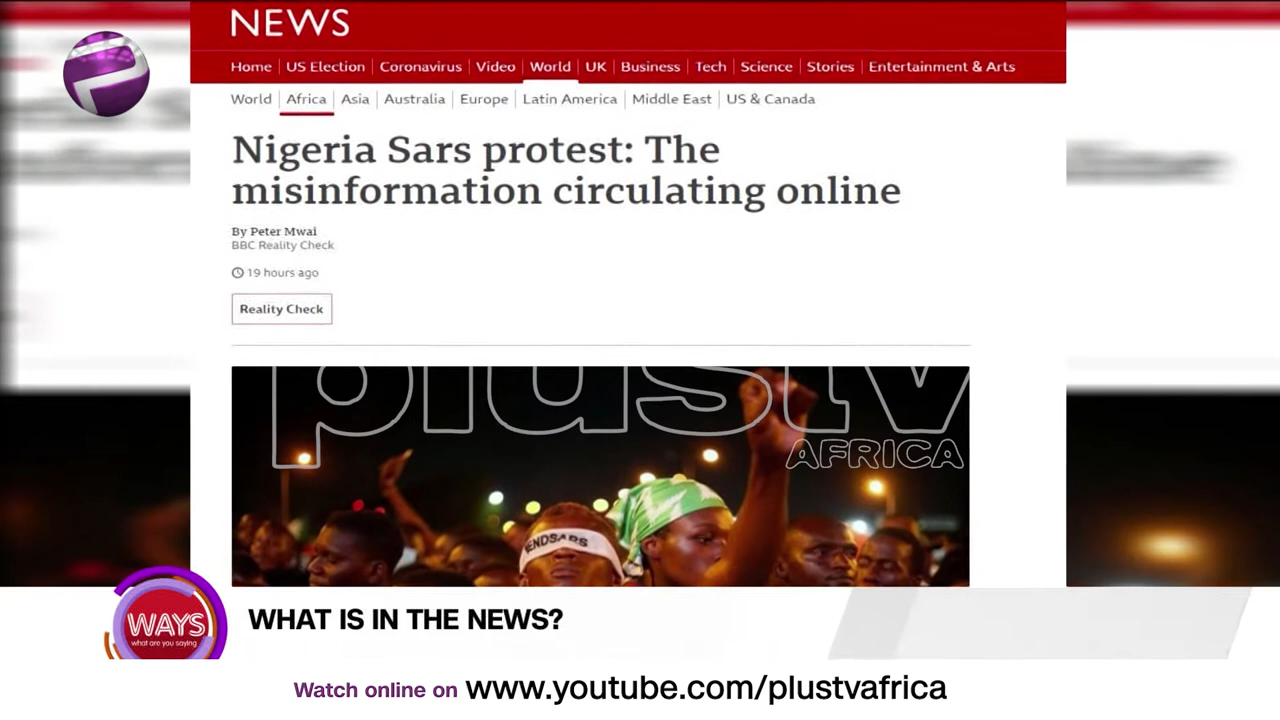 NEWS
Home US Election Coronavirus Video World UK Business Tech Science Stories Entertainment & Arts
World Africa Asia Australia Europe Latin America Middle East US & Canada
Nigeria Sars protest: The
misinformation circulating online
By Peter Mwai
BBC Reality Check
19 hours ago
Reality Check
plustv
AFRICA
ENDSARS
WAYS
what are you saying
WHAT IS IN THE NEWS?
Watch online on www.youtube.com/plustvafrica